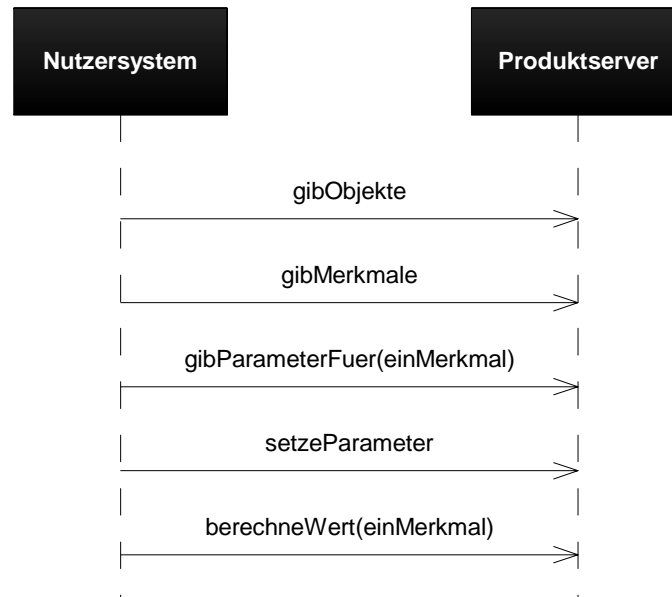 Nutzersystem
Produktserver
gibObjekte
gibMerkmale
gibParameterFuer(einMerkmal)
setzeParameter
berechneWert(einMerkmal)